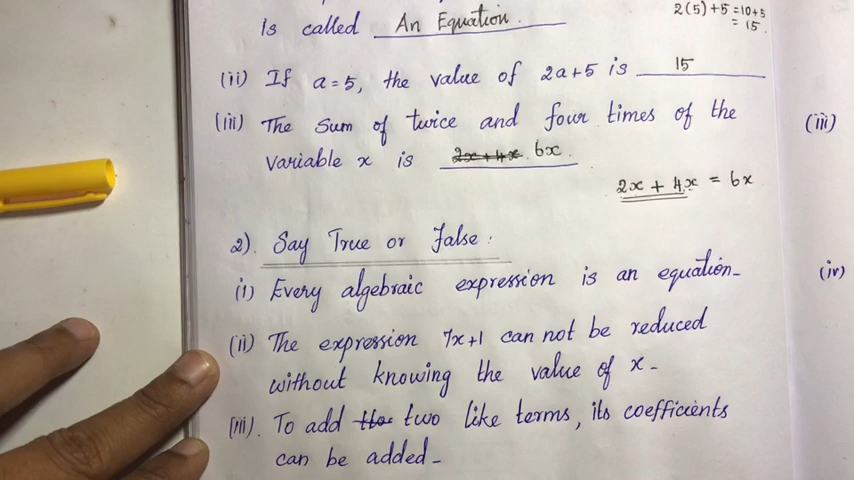 2(5)+5 = 10+5
= 15.
is called An Equation.
(ii) If a = 5, the value of 2a+5 is 15
(iii) The Sum of twice and four times of the
variable x is 2x + 4x. 6x.
2x + 4x = 6x
2). Say True or False :
(i) Every algebraic expression is an equation-
(ii) The expression 7x+1 can not be reduced
without knowing the value of x -
(iii). To add two like terms, its coefficients
can be added -
(iii)
(iv)